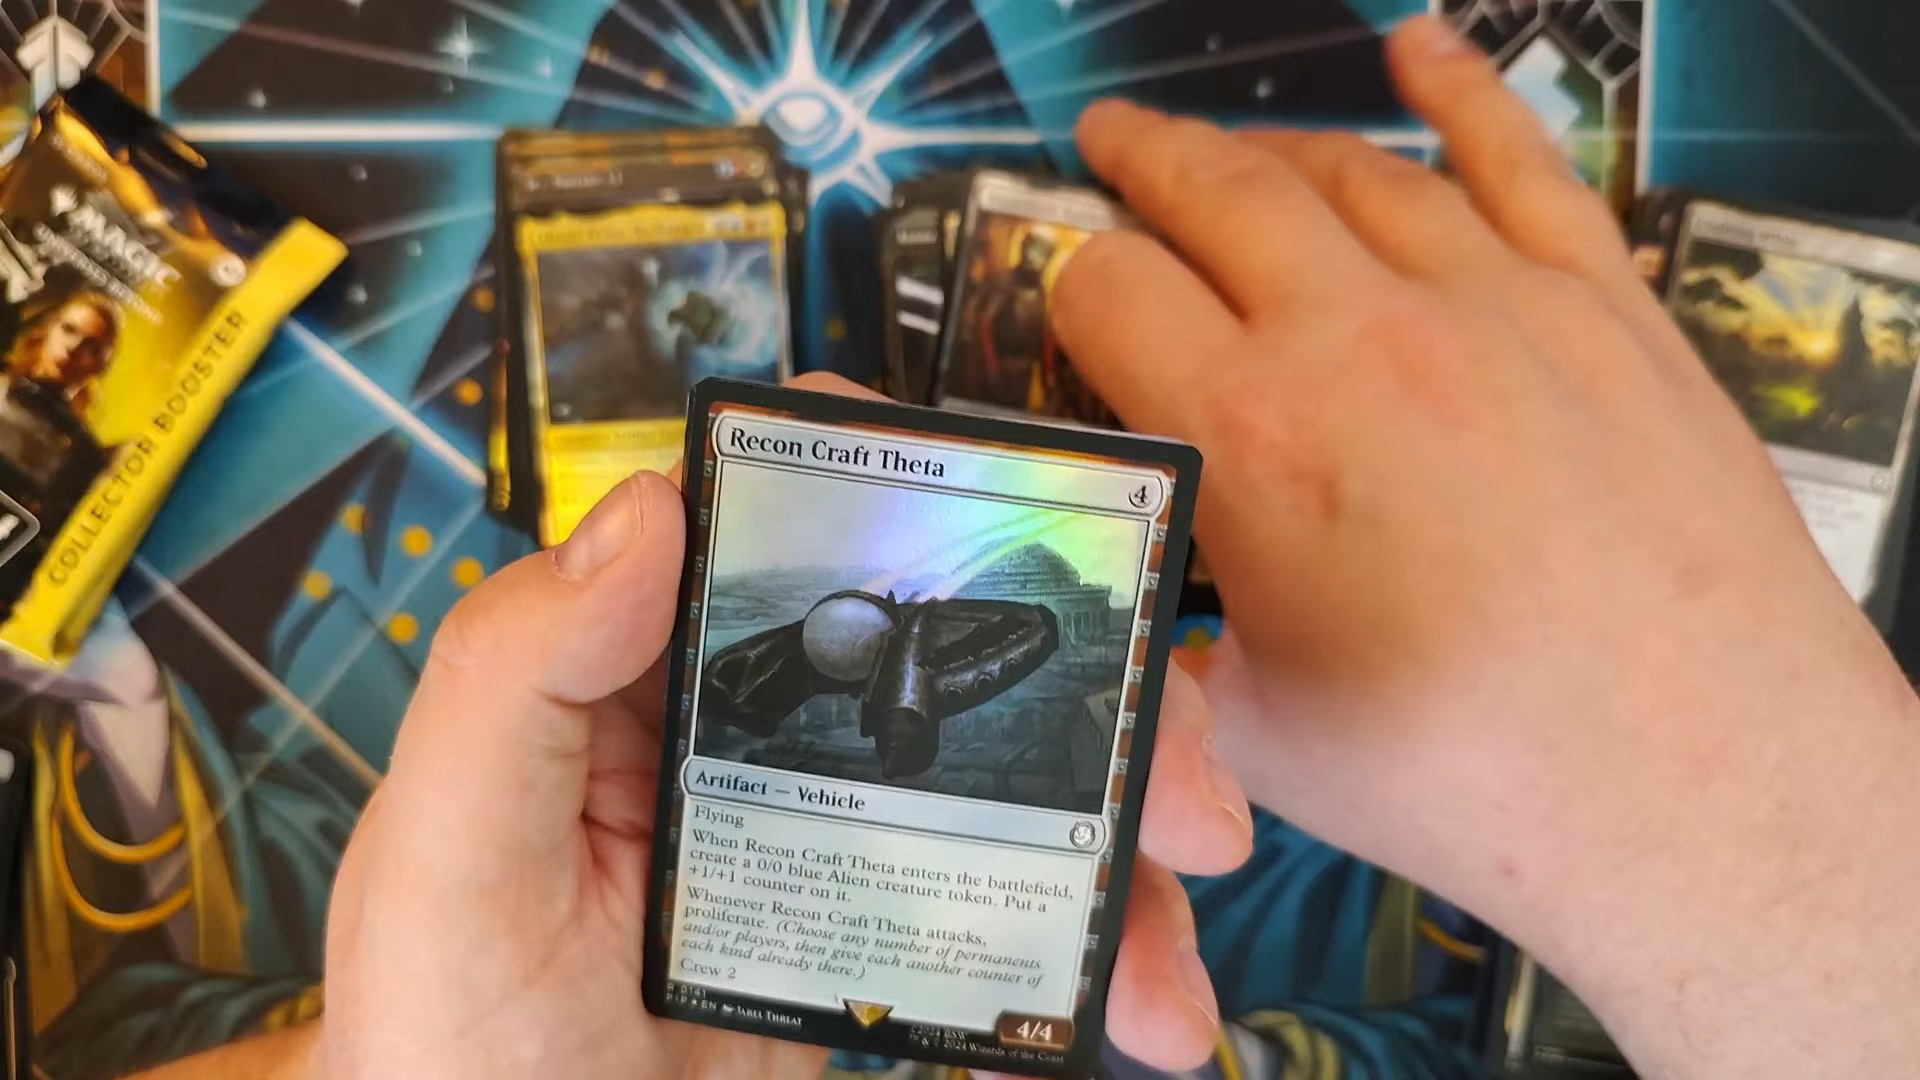 MAGIC
COLLECTOR BOOSTER
Recon Craft Theta
4
Artifact — Vehicle
Flying
When Recon Craft Theta enters the battlefield,
create a 0/0 blue Alien creature token. Put a
+1/+1 counter on it.
Whenever Recon Craft Theta attacks,
proliferate. (Choose any number of permanents
and/or players, then give each another counter of
each kind already there.)
Crew 2
R 0141
PIP ★ EN Jarel Threat
4/4
& © 2024 Wizards of the Coast